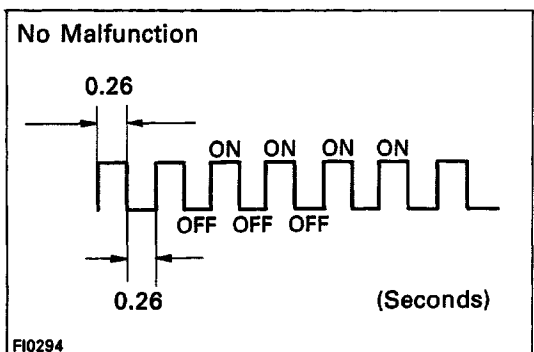 No Malfunction
0.26
ON ON ON ON
OFF OFF OFF
0.26
(Seconds)
FI0294